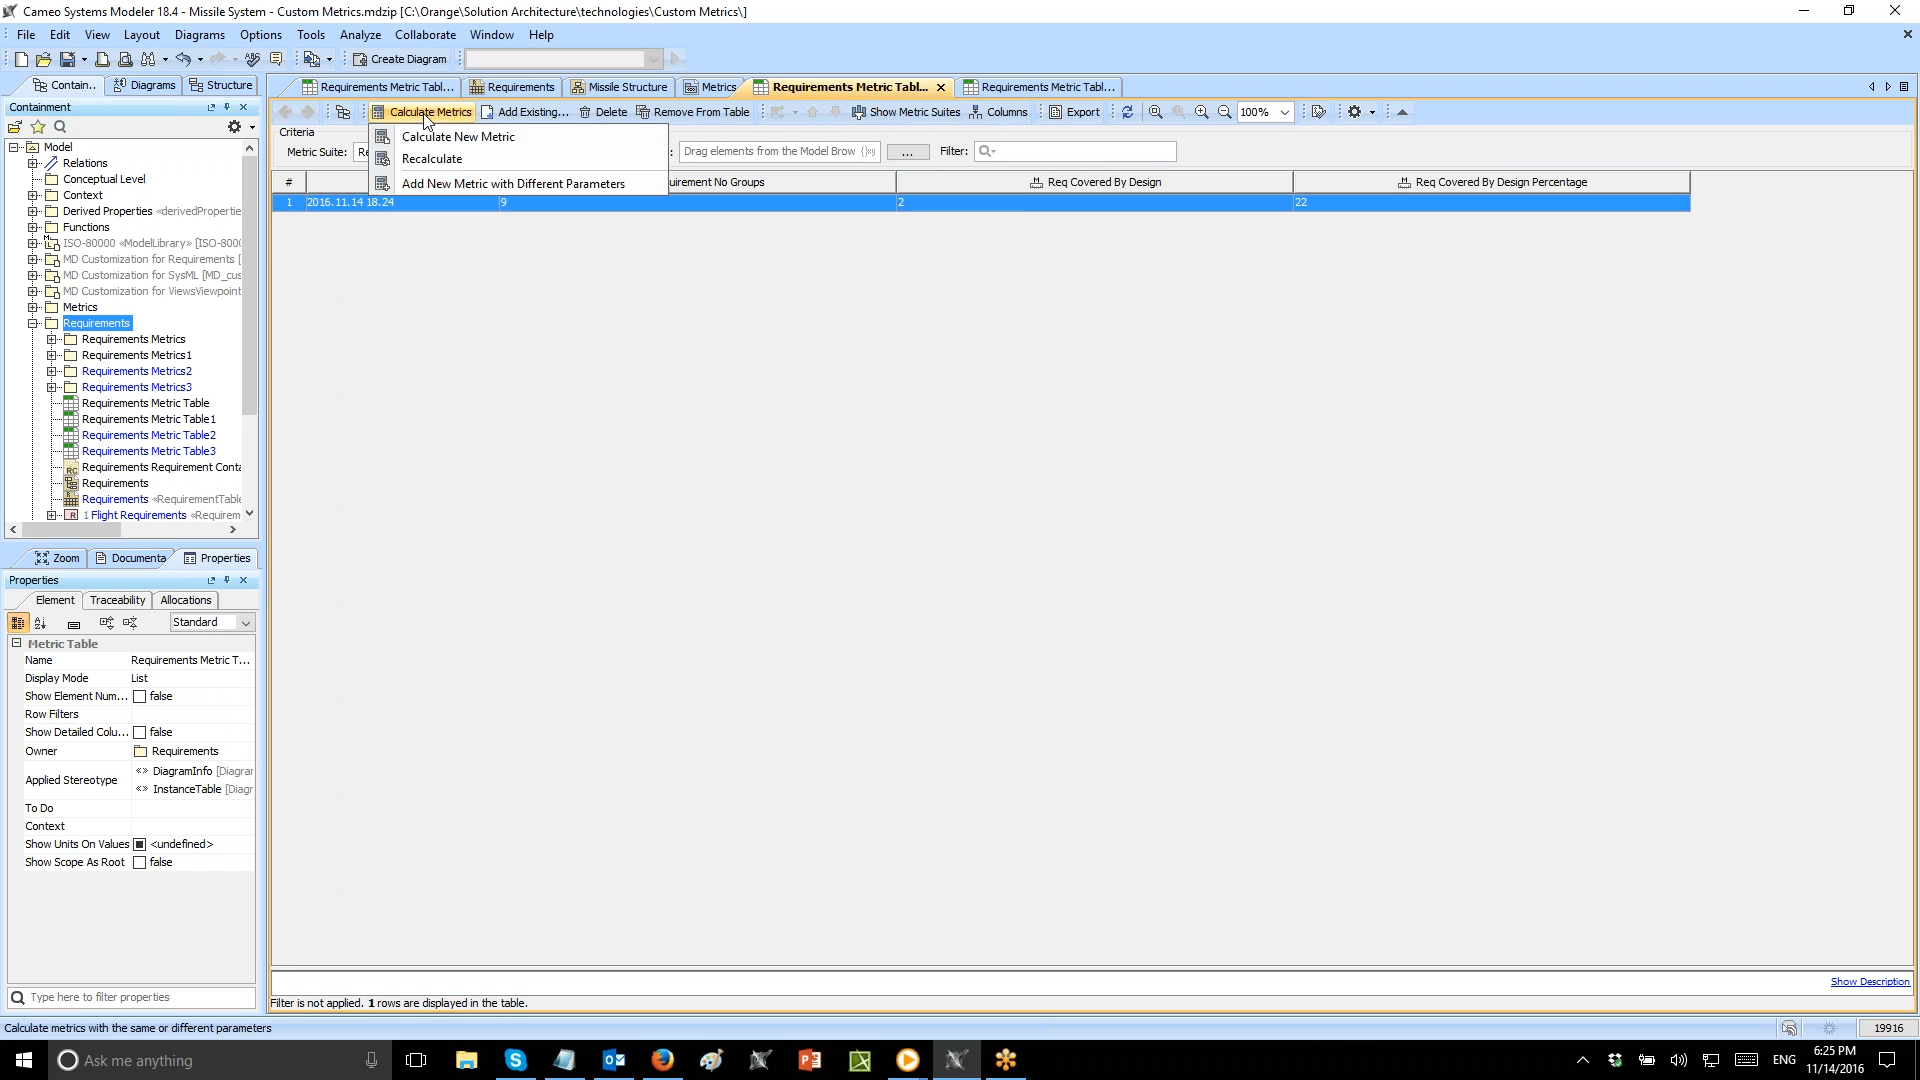 Cameo Systems Modeler 18.4 - Missile System - Custom Metrics.mdzip [C:\Orange\Solution Architecture\technologies\Custom Metrics\]
File Edit View Layout Diagrams Options Tools Analyze Collaborate Window Help
Create Diagram
Contain.. Diagrams Structure
Requirements Metric Tabl... Requirements Missile Structure Metrics Requirements Metric Tabl... Requirements Metric Tabl...
Containment
Calculate Metrics Add Existing... Delete Remove From Table Show Metric Suites Columns Export 100%
Criteria
Metric Suite: Drag elements from the Model Brow ... Filter:
Calculate New Metric
Recalculate
Add New Metric with Different Parameters
# uirement No Groups Req Covered By Design Req Covered By Design Percentage
1 2016.11.14 18.24 9 2 22
Model
Relations
Conceptual Level
Context
Derived Properties «derivedPropertie
Functions
ISO-80000 «ModelLibrary» [ISO-8000
MD Customization for Requirements [
MD Customization for SysML [MD_cus
MD Customization for ViewsViewpoint
Metrics
Requirements
Requirements Metrics
Requirements Metrics1
Requirements Metrics2
Requirements Metrics3
Requirements Metric Table
Requirements Metric Table1
Requirements Metric Table2
Requirements Metric Table3
Requirements Requirement Conta
Requirements
Requirements «RequirementTable
1 Flight Requirements «Requirem
Zoom Documenta Properties
Properties
Element Traceability Allocations
Standard
Metric Table
Name Requirements Metric T...
Display Mode List
Show Element Num... false
Row Filters
Show Detailed Colu... false
Owner Requirements
Applied Stereotype DiagramInfo [Diagrar
InstanceTable [Diagr
To Do
Context
Show Units On Values <undefined>
Show Scope As Root false
Type here to filter properties
Show Description
Filter is not applied. 1 rows are displayed in the table.
Calculate metrics with the same or different parameters
19916
Ask me anything
ENG
6:25 PM
11/14/2016